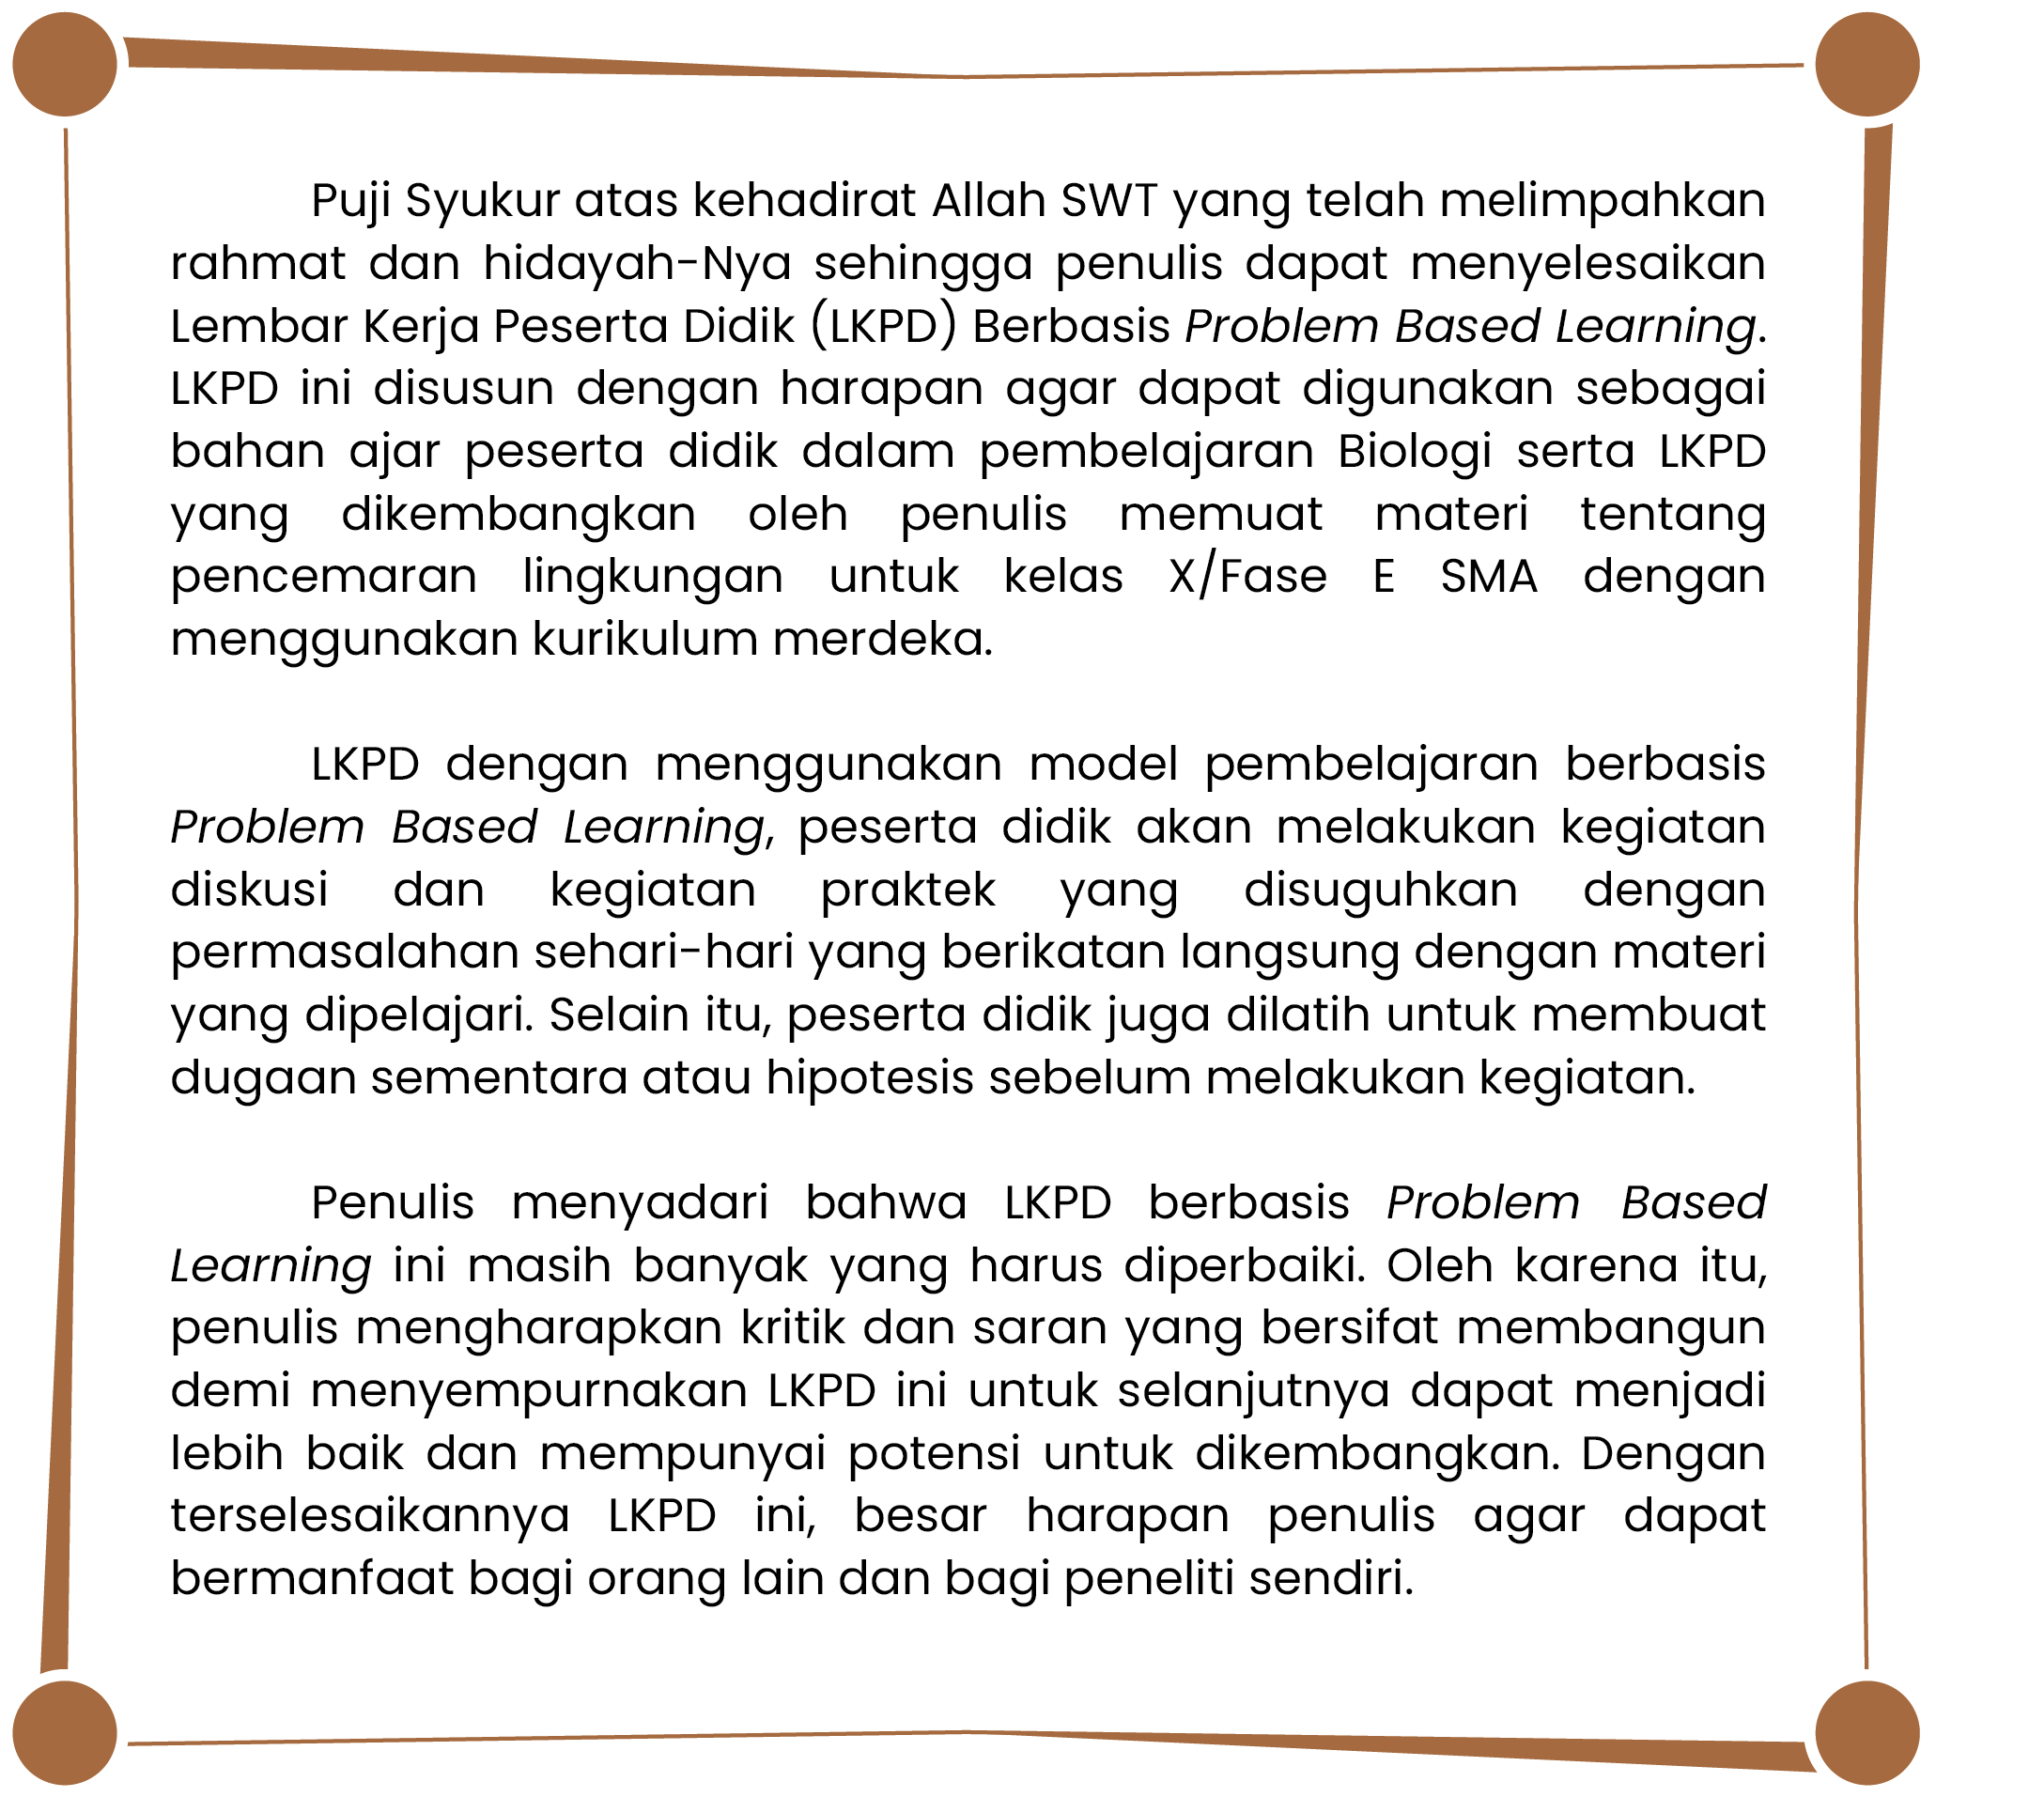 Puji Syukur atas kehadirat Allah SWT yang telah melimpahkan
rahmat dan hidayah-Nya sehingga penulis dapat menyelesaikan
Lembar Kerja Peserta Didik (LKPD) Berbasis Problem Based Learning.
LKPD ini disusun dengan harapan agar dapat digunakan sebagai
bahan ajar peserta didik dalam pembelajaran Biologi serta LKPD
yang dikembangkan oleh penulis memuat materi tentang
pencemaran lingkungan untuk kelas X/Fase E SMA dengan
menggunakan kurikulum merdeka.
LKPD dengan menggunakan model pembelajaran berbasis
Problem Based Learning, peserta didik akan melakukan kegiatan
diskusi dan kegiatan praktek yang disuguhkan dengan
permasalahan sehari-hari yang berikatan langsung dengan materi
yang dipelajari. Selain itu, peserta didik juga dilatih untuk membuat
dugaan sementara atau hipotesis sebelum melakukan kegiatan.
Penulis menyadari bahwa LKPD berbasis Problem Based
Learning ini masih banyak yang harus diperbaiki. Oleh karena itu,
penulis mengharapkan kritik dan saran yang bersifat membangun
demi menyempurnakan LKPD ini untuk selanjutnya dapat menjadi
lebih baik dan mempunyai potensi untuk dikembangkan. Dengan
terselesaikannya LKPD ini, besar harapan penulis agar dapat
bermanfaat bagi orang lain dan bagi peneliti sendiri.